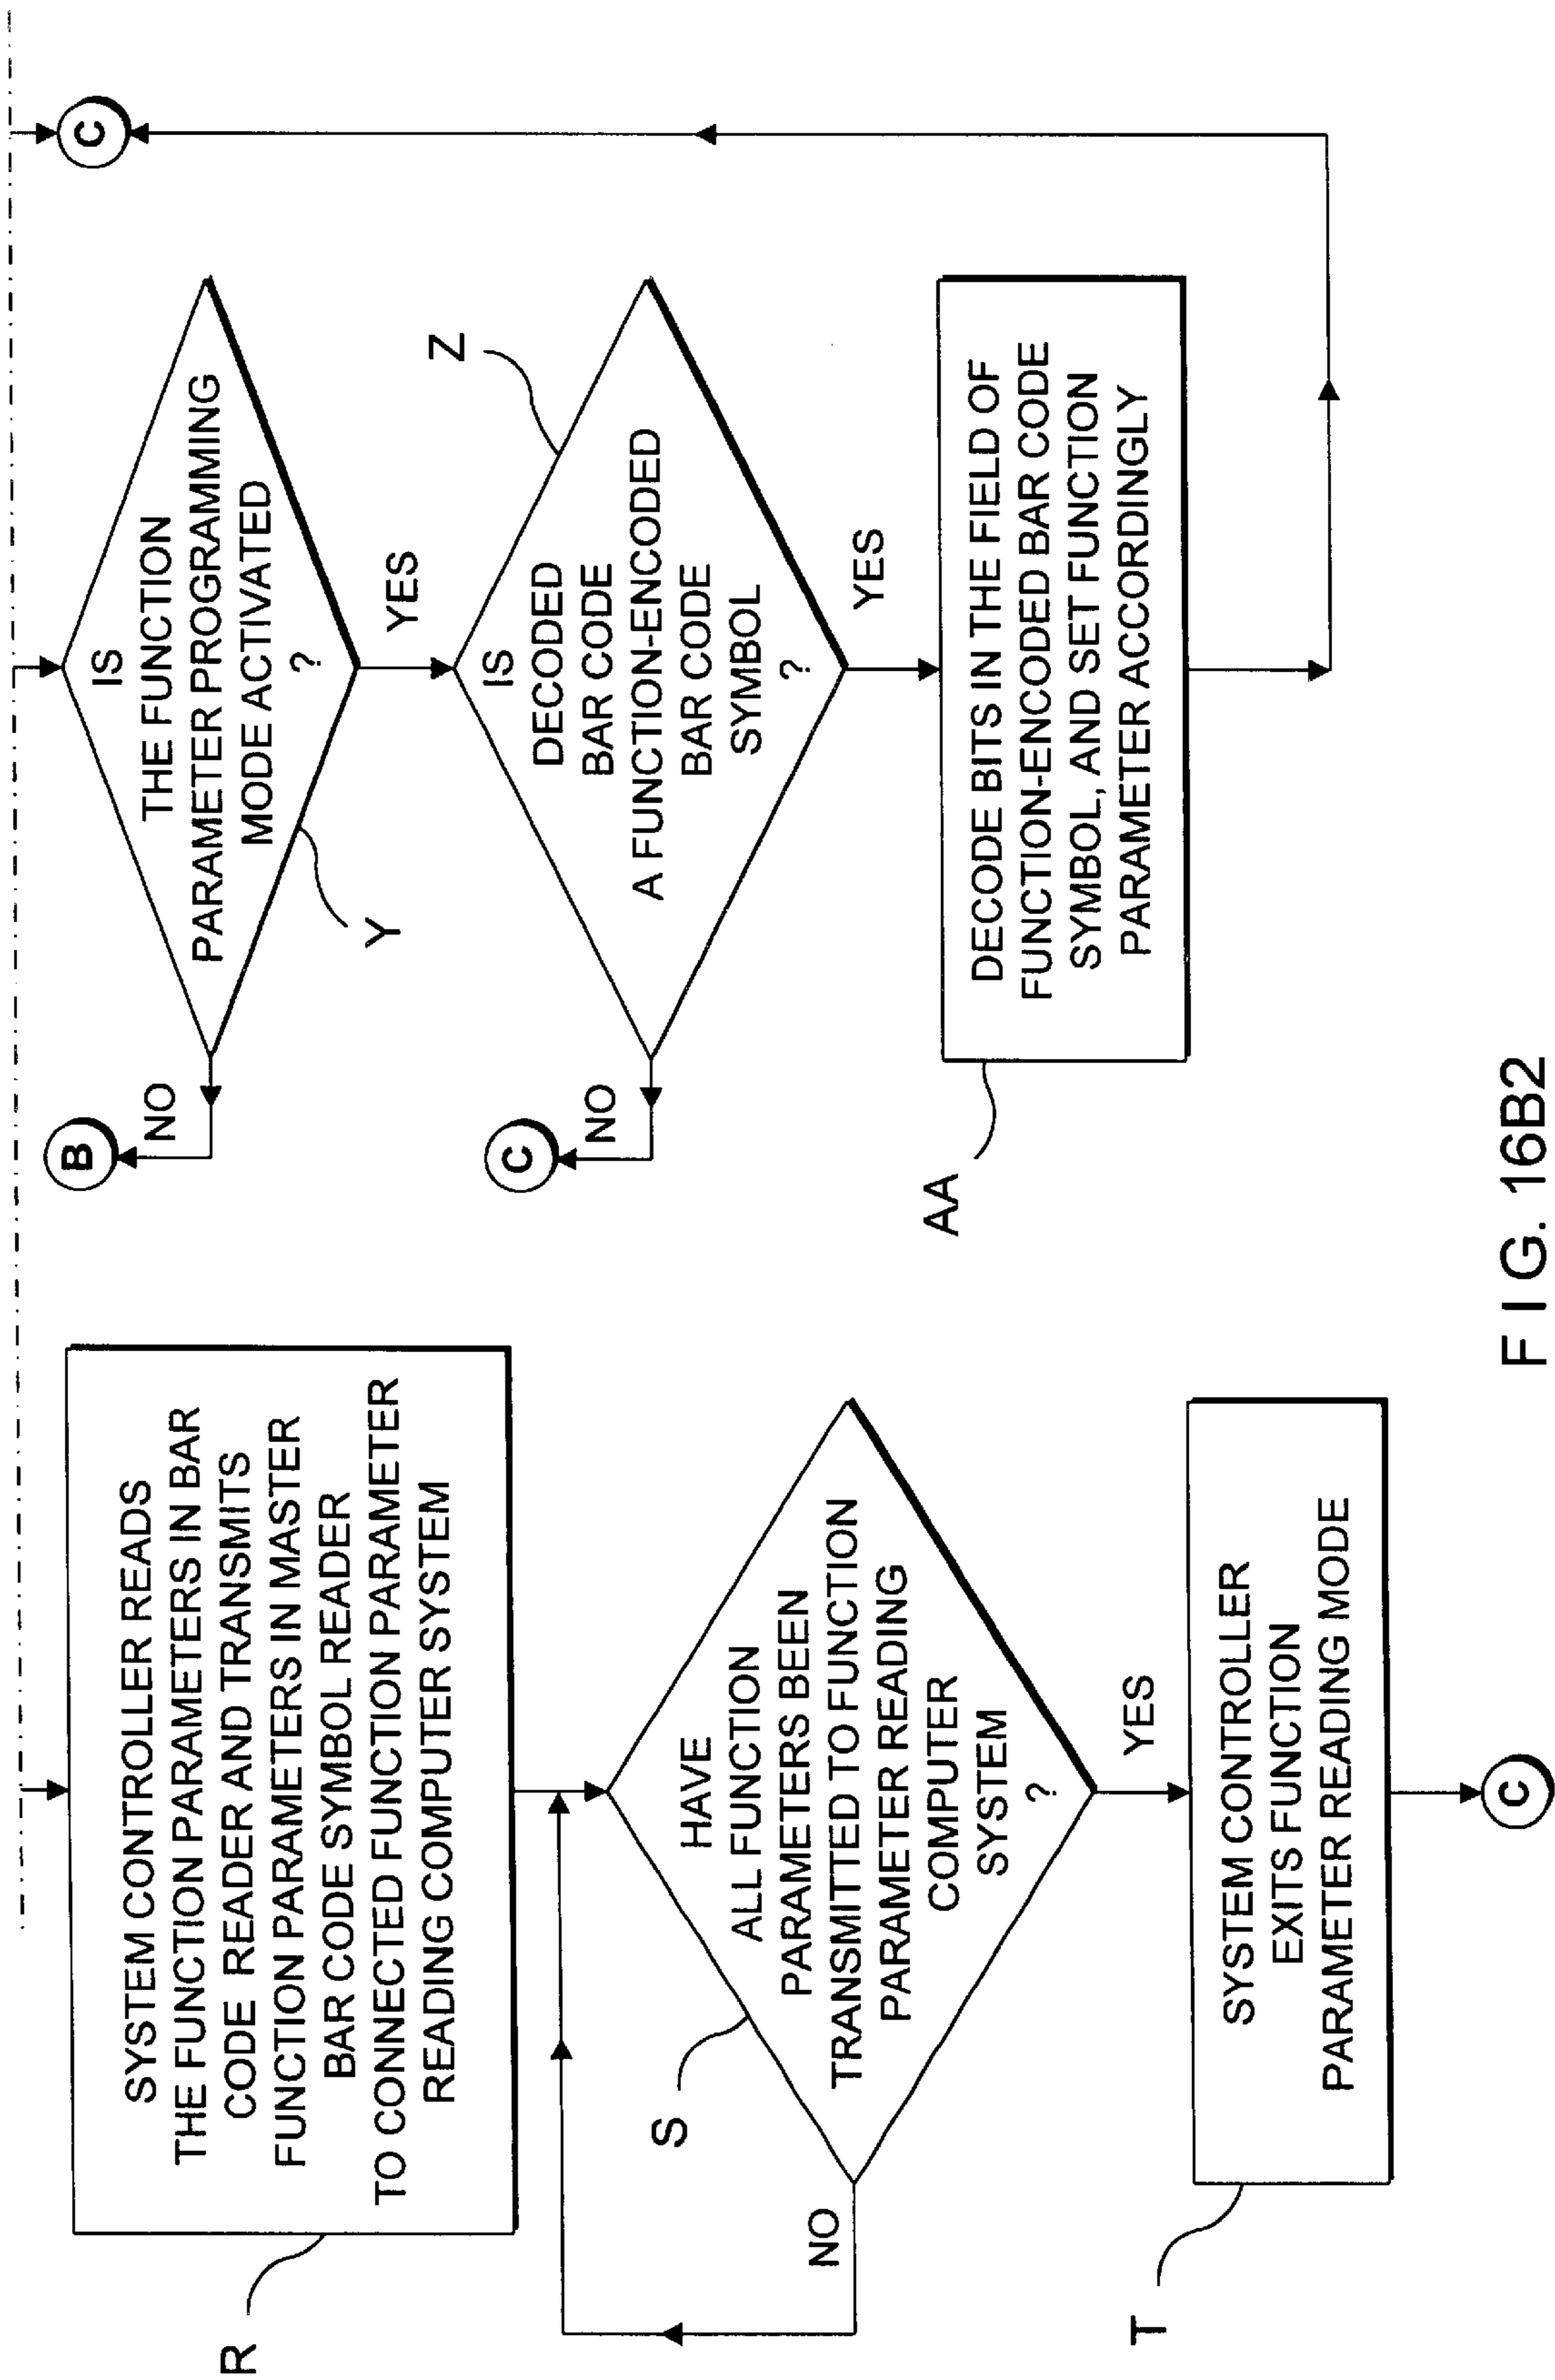 SYSTEM CONTROLLER READS
THE FUNCTION PARAMETERS IN BAR
CODE READER AND TRANSMITS
FUNCTION PARAMETERS IN MASTER
BAR CODE SYMBOL READER
TO CONNECTED FUNCTION PARAMETER
READING COMPUTER SYSTEM
R
HAVE
ALL FUNCTION
PARAMETERS BEEN
TRANSMITTED TO FUNCTION
PARAMETER READING
COMPUTER
SYSTEM
?
S
NO
YES
SYSTEM CONTROLLER
EXITS FUNCTION
PARAMETER READING MODE
T
C
C
IS
THE FUNCTION
PARAMETER PROGRAMMING
MODE ACTIVATED
?
B
NO
Y
YES
Z
IS
DECODED
BAR CODE
A FUNCTION-ENCODED
BAR CODE
SYMBOL
?
C
NO
YES
DECODE BITS IN THE FIELD OF
FUNCTION-ENCODED BAR CODE
SYMBOL, AND SET FUNCTION
PARAMETER ACCORDINGLY
AA
FIG. 16B2